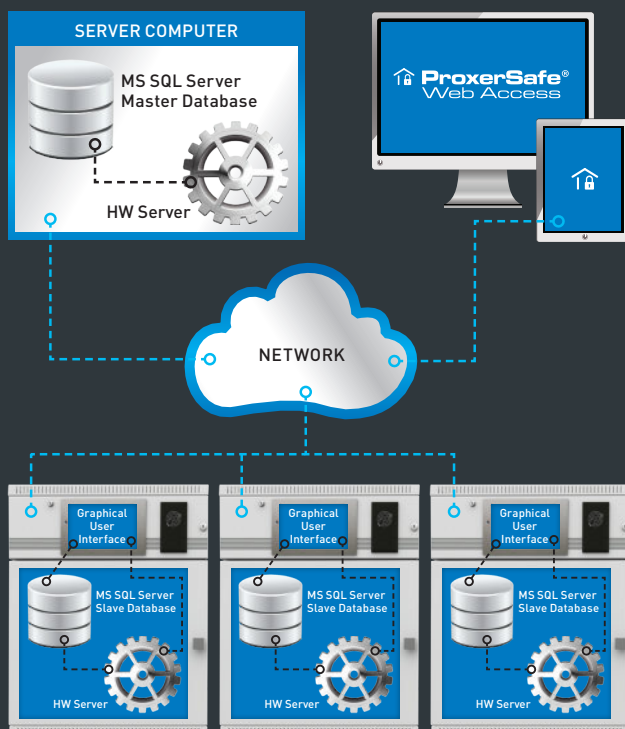 SERVER COMPUTER
MS SQL Server
Master Database
HW Server
ProxerSafe®
Web Access
NETWORK
Graphical
User
Interface
MS SQL Server
Slave Database
HW Server
Graphical
User
Interface
MS SQL Server
Slave Database
HW Server
Graphical
User
Interface
MS SQL Server
Slave Database
HW Server